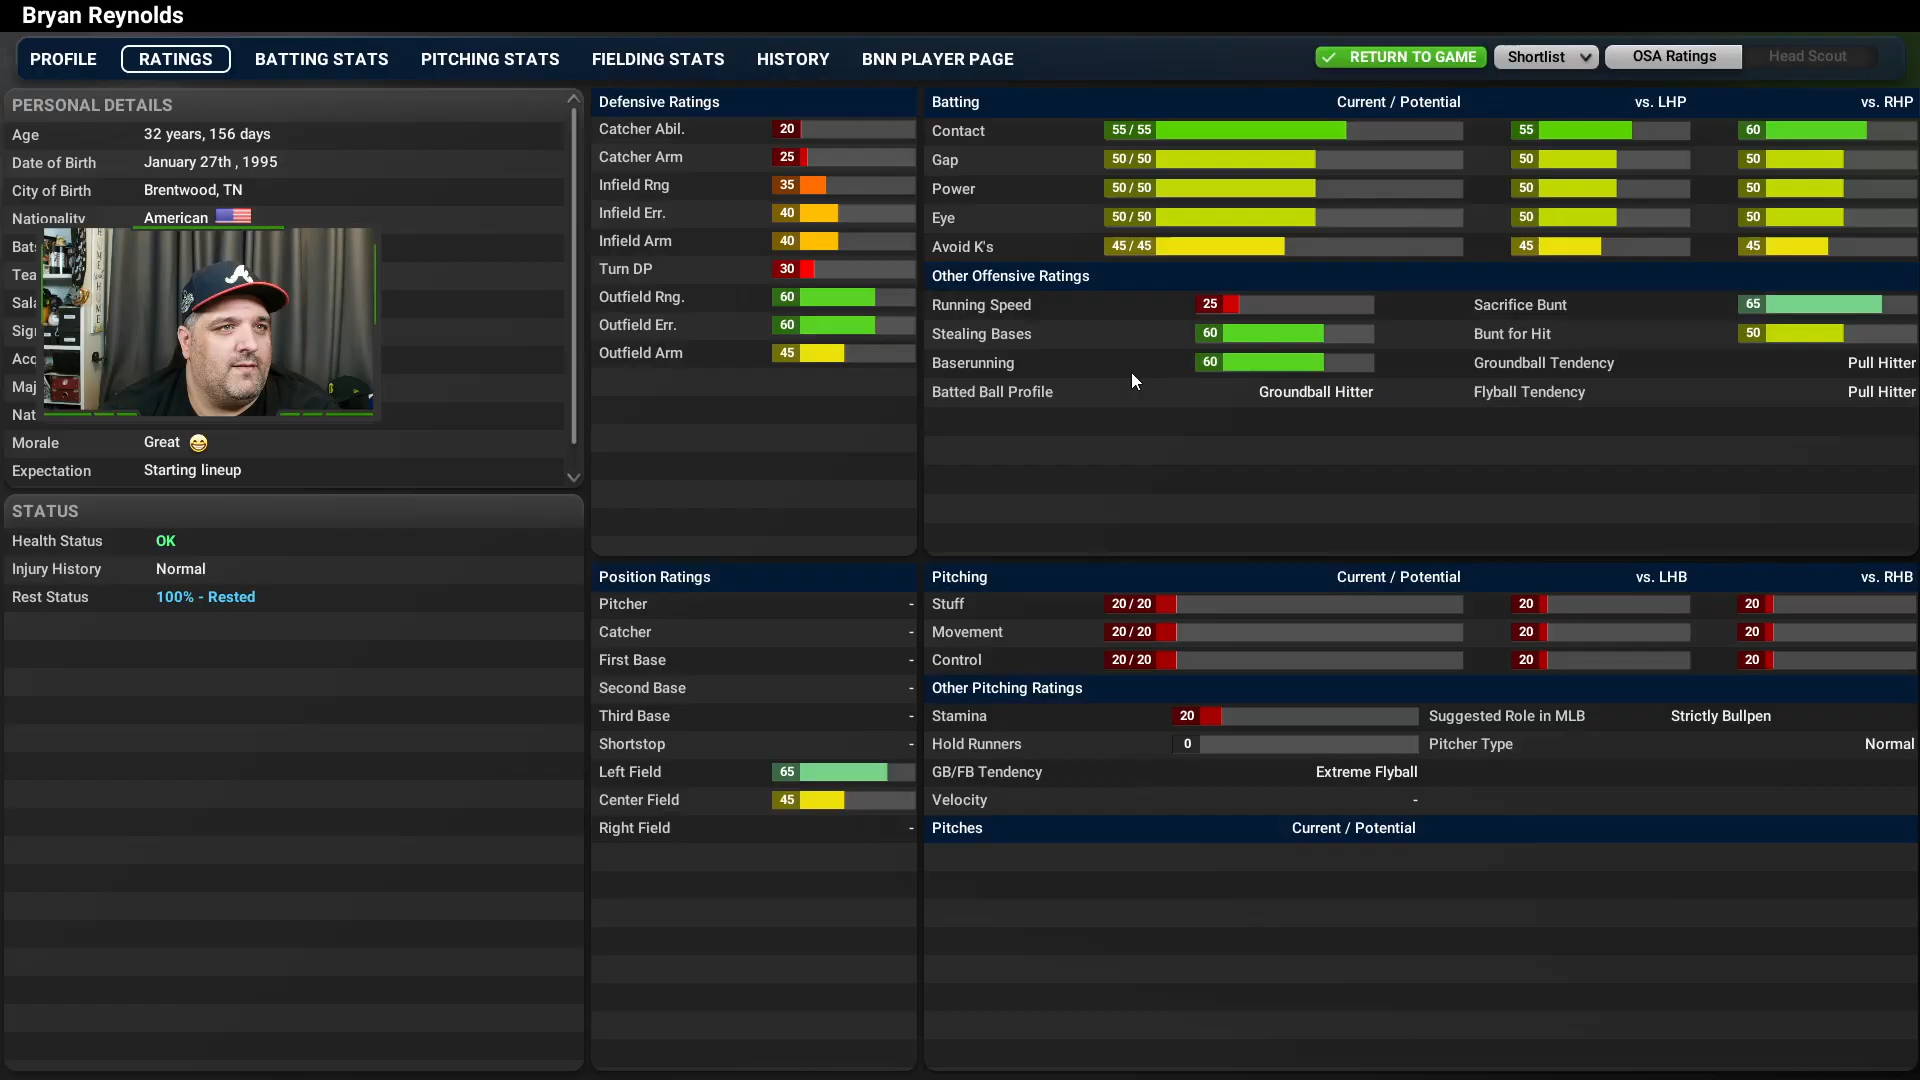 Bryan Reynolds
PROFILE
RATINGS
BATTING STATS
PITCHING STATS
FIELDING STATS
HISTORY
BNN PLAYER PAGE
RETURN TO GAME
Shortlist
OSA Ratings
Head Scout
PERSONAL DETAILS
Age 32 years, 156 days
Date of Birth January 27th , 1995
City of Birth Brentwood, TN
Nationality American
Bat
Tea
Sala
Sig
Acc
Maj
Nat
Morale Great
Expectation Starting lineup
STATUS
Health Status OK
Injury History Normal
Rest Status 100% - Rested
Defensive Ratings
Catcher Abil. 20
Catcher Arm 25
Infield Rng 35
Infield Err. 40
Infield Arm 40
Turn DP 30
Outfield Rng. 60
Outfield Err. 60
Outfield Arm 45
Position Ratings
Pitcher -
Catcher -
First Base -
Second Base -
Third Base -
Shortstop -
Left Field 65
Center Field 45
Right Field -
Batting Current / Potential vs. LHP vs. RHP
Contact 55 / 55 55 60
Gap 50 / 50 50 50
Power 50 / 50 50 50
Eye 50 / 50 50 50
Avoid K's 45 / 45 45 45
Other Offensive Ratings
Running Speed 25 Sacrifice Bunt 65
Stealing Bases 60 Bunt for Hit 50
Baserunning 60 Groundball Tendency Pull Hitter
Batted Ball Profile Groundball Hitter Flyball Tendency Pull Hitter
Pitching Current / Potential vs. LHB vs. RHB
Stuff 20 / 20 20 20
Movement 20 / 20 20 20
Control 20 / 20 20 20
Other Pitching Ratings
Stamina 20 Suggested Role in MLB Strictly Bullpen
Hold Runners 0 Pitcher Type Normal
GB/FB Tendency Extreme Flyball
Velocity -
Pitches Current / Potential